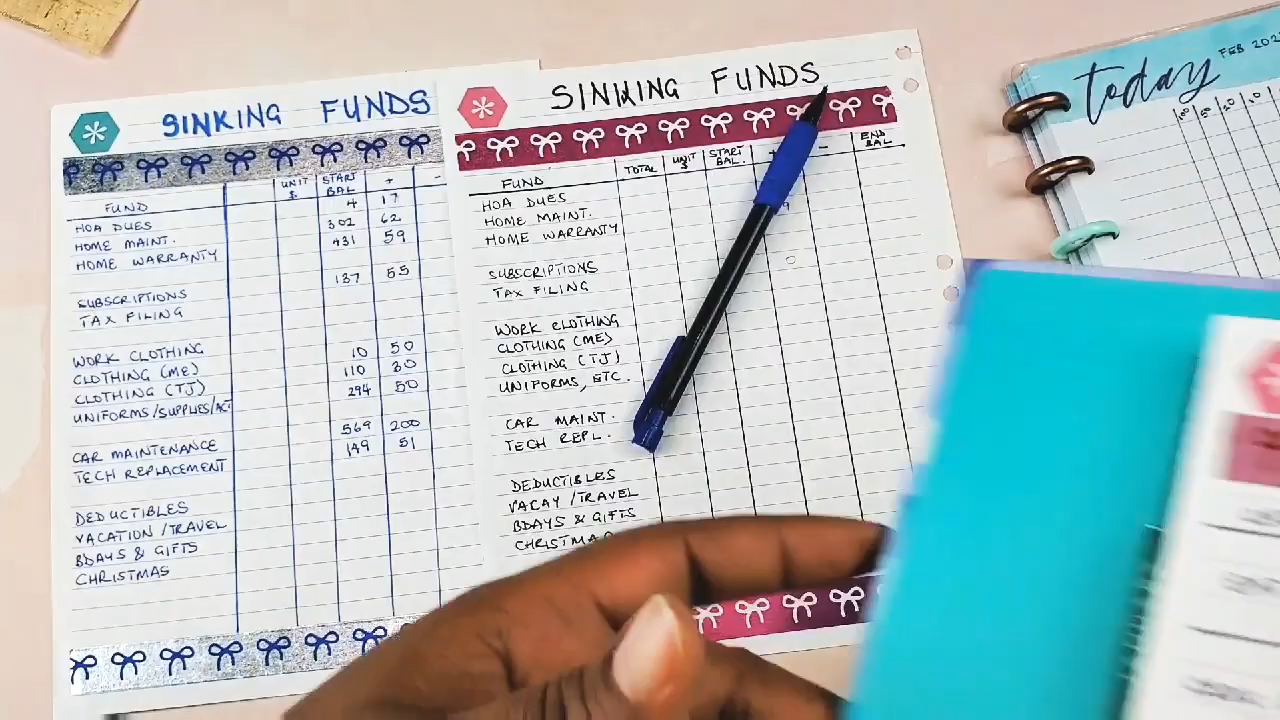 SINKING FUNDS
FUND UNIT $ START BAL + -
HOA DUES 4 17
HOME MAINT. 302 62
HOME WARRANTY 431 59
SUBSCRIPTIONS 137 55
TAX FILING
WORK CLOTHING
CLOTHING (ME) 10 50
CLOTHING (TJ) 110 30
UNIFORMS/SUPPLIES/ACT 294 50
CAR MAINTENANCE 569 200
TECH REPLACEMENT 149 51
DEDUCTIBLES
VACATION/TRAVEL
BDAYS & GIFTS
CHRISTMAS
SINKING FUNDS
FUND TOTAL UNIT $ START BAL. - END BAL
HOA DUES
HOME MAINT.
HOME WARRANTY
SUBSCRIPTIONS
TAX FILING
WORK CLOTHING
CLOTHING (ME)
CLOTHING (TJ)
UNIFORMS, ETC.
CAR MAINT.
TECH REPL.
DEDUCTIBLES
VACAY/TRAVEL
BDAYS & GIFTS
CHRISTMA
today
FEB 202